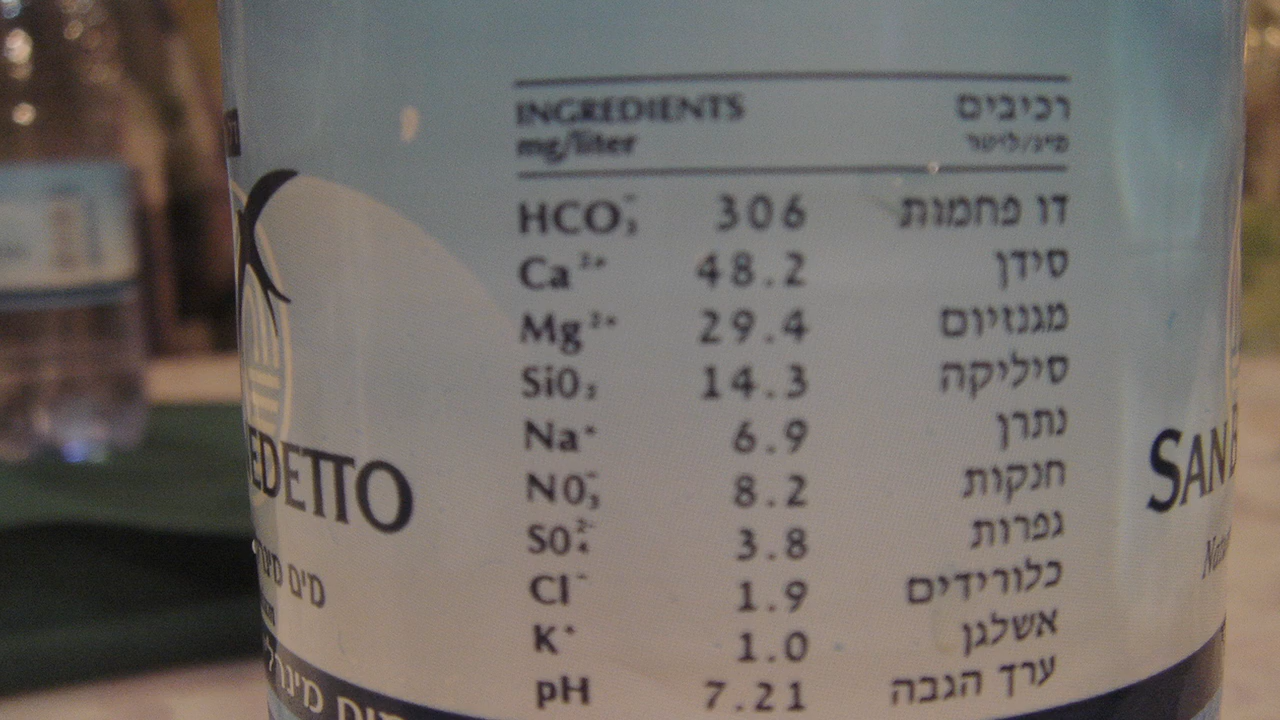 INGREDIENTS רכיבים
mg/liter מ״ג/ליטר
HCO₃⁻ 306 דו פחמות
Ca²⁺ 48.2 סידן
Mg²⁺ 29.4 מגנזיום
SiO₂ 14.3 סיליקה
Na⁺ 6.9 נתרן
NO₃⁻ 8.2 חנקות
SO₄²⁻ 3.8 גפרות
Cl⁻ 1.9 כלורידים
K⁺ 1.0 אשלגן
pH 7.21 ערך הגבה
EDETTO
SAN
מים